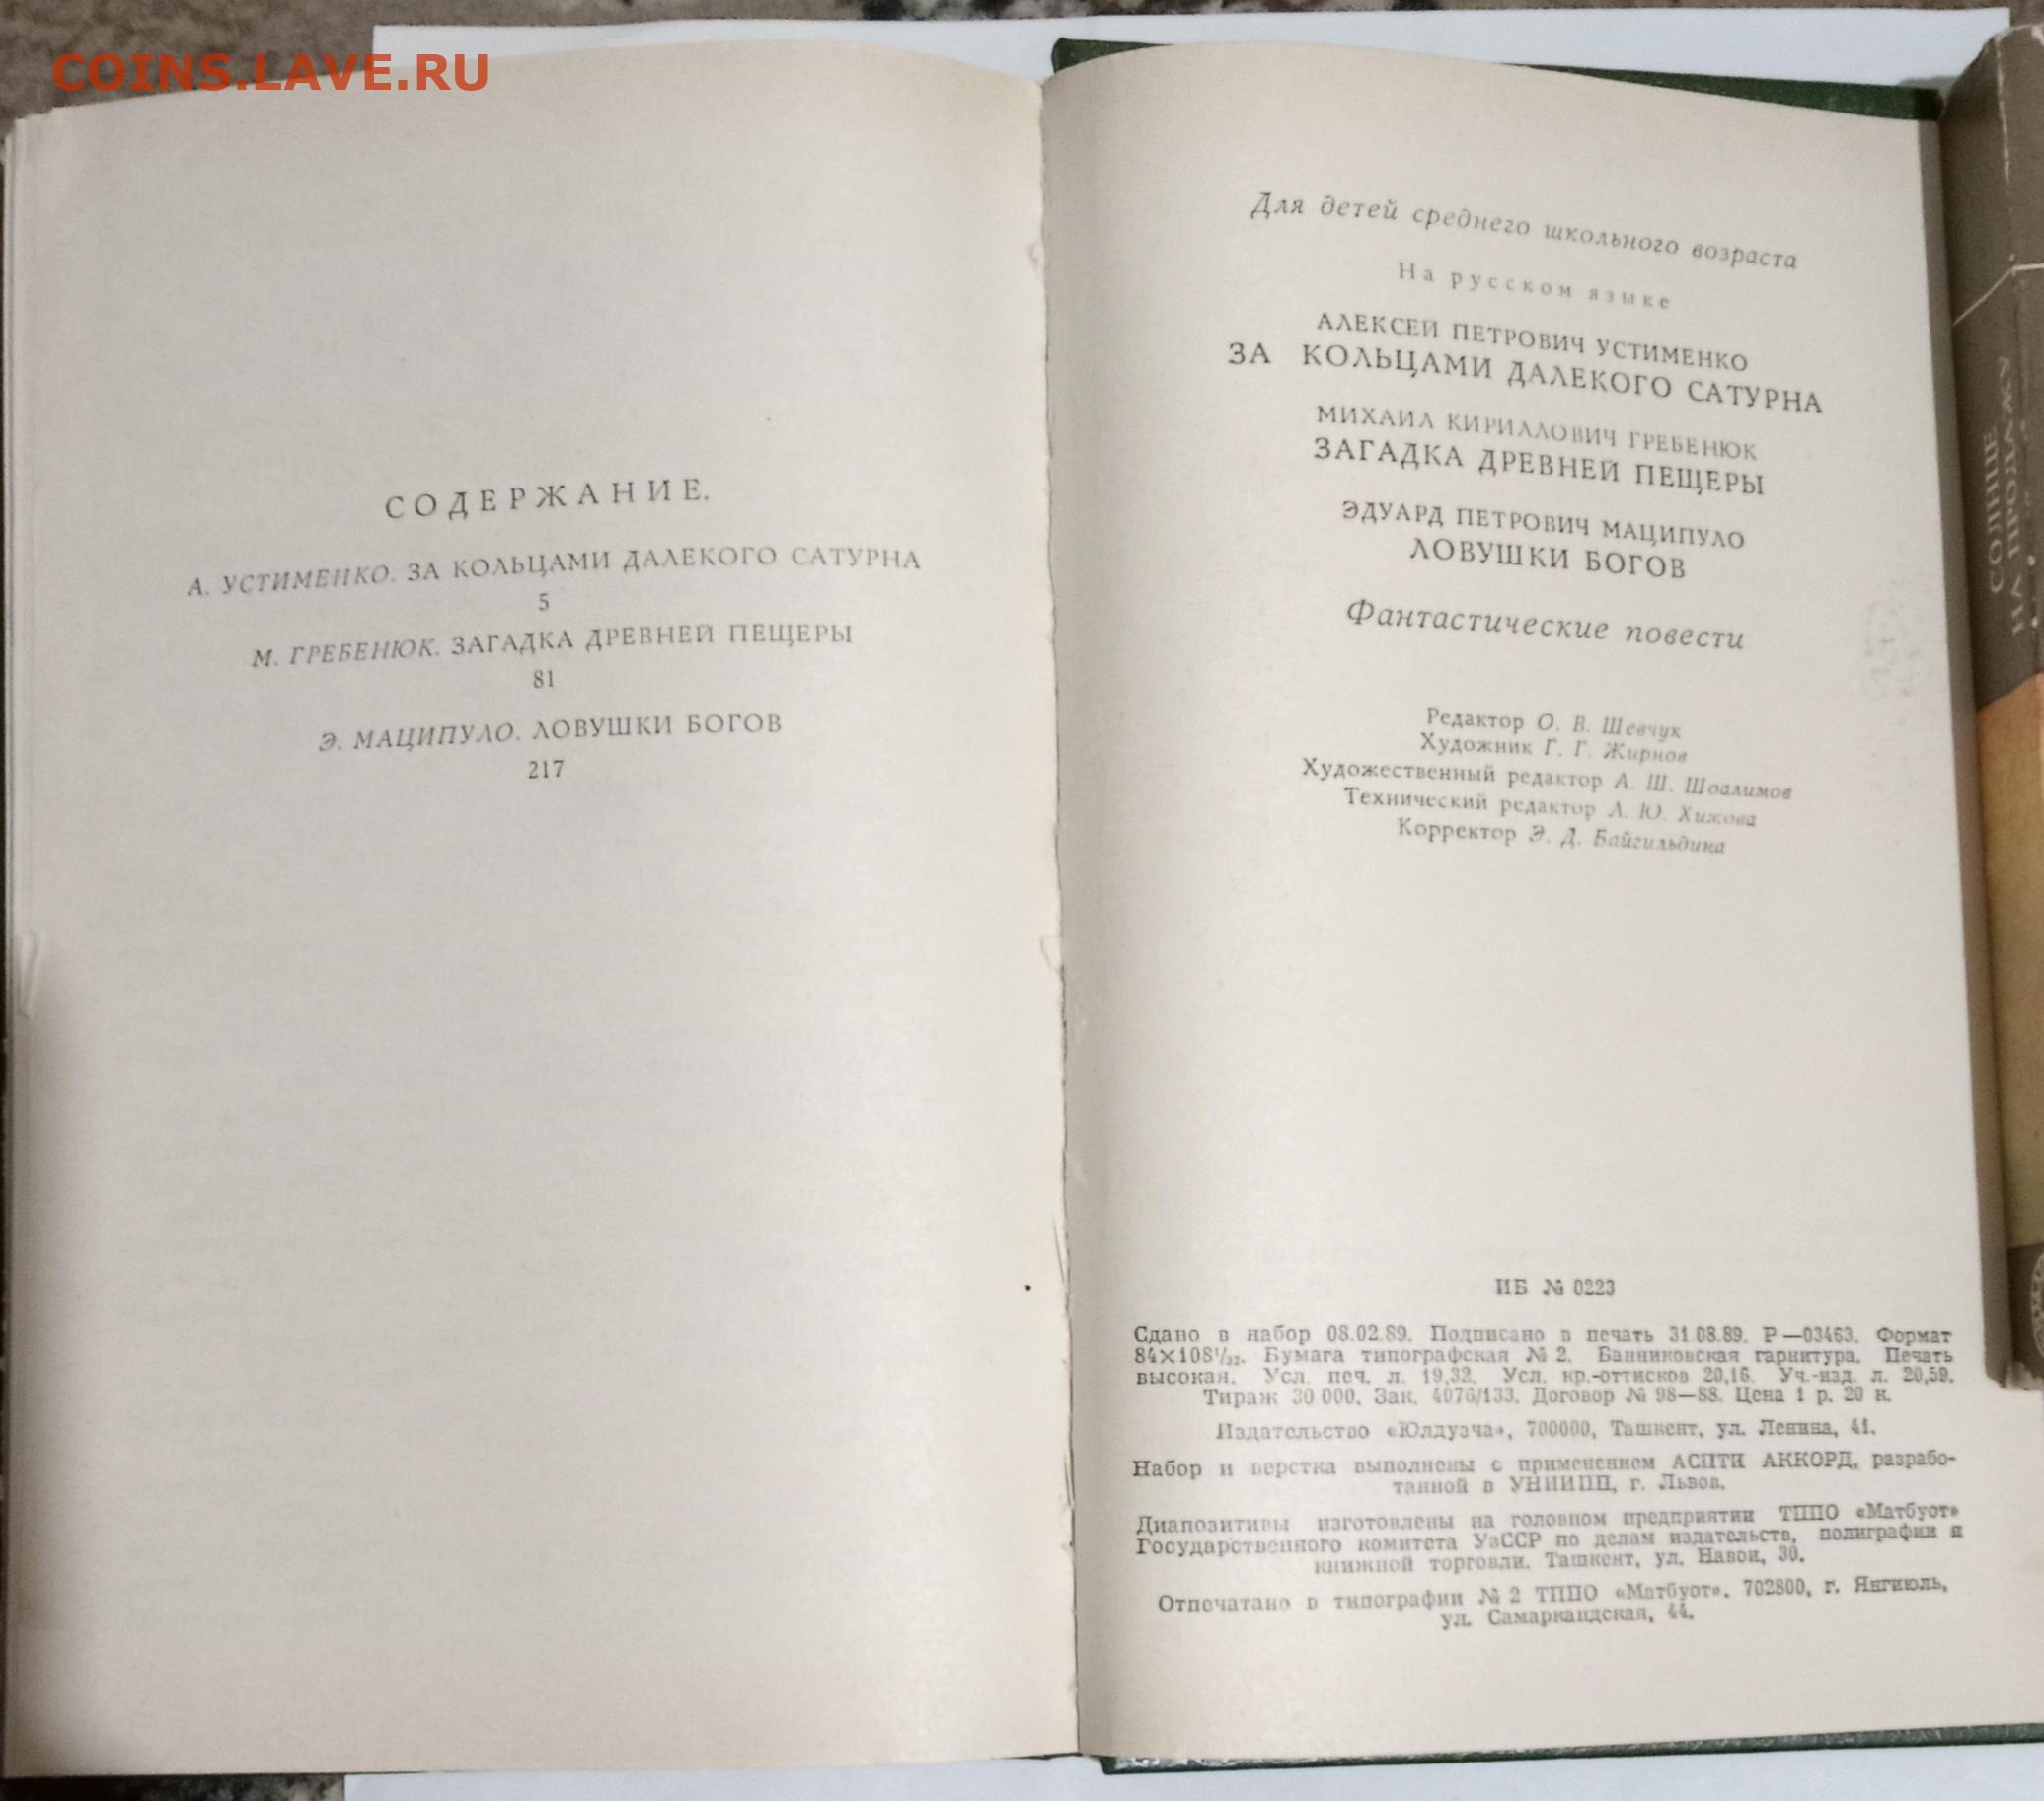 COINS.LAVE.RU
СОДЕРЖАНИЕ.
А. УСТИМЕНКО. ЗА КОЛЬЦАМИ ДАЛЕКОГО САТУРНА
5
М. ГРЕБЕНЮК. ЗАГАДКА ДРЕВНЕЙ ПЕЩЕРЫ
81
Э. МАЦИПУЛО. ЛОВУШКИ БОГОВ
217
Для детей среднего школьного возраста
На русском языке
АЛЕКСЕЙ ПЕТРОВИЧ УСТИМЕНКО
ЗА КОЛЬЦАМИ ДАЛЕКОГО САТУРНА
МИХАИЛ КИРИЛЛОВИЧ ГРЕБЕНЮК
ЗАГАДКА ДРЕВНЕЙ ПЕЩЕРЫ
ЭДУАРД ПЕТРОВИЧ МАЦИПУЛО
ЛОВУШКИ БОГОВ
Фантастические повести
Редактор О. В. Шевчук
Художник Г. Г. Жирнов
Художественный редактор А. Ш. Шоалимов
Технический редактор Л. Ю. Хижова
Корректор Э. Д. Байгильдина
ИБ № 0223
Сдано в набор 08.02.89. Подписано в печать 31.08.89. Р—03463. Формат
84×108¹/₃₂. Бумага типографская № 2. Банниковская гарнитура. Печать
высокая. Усл. печ. л. 19,32. Усл. кр.-оттисков 20,16. Уч.-изд. л. 20,59.
Тираж 30 000. Зак. 4076/133. Договор № 98—88. Цена 1 р. 20 к.
Издательство «Юлдузча», 700000, Ташкент, ул. Ленина, 41.
Набор и верстка выполнены с применением АСПТИ АККОРД, разрабо-
танной в УНИИПП, г. Львов.
Диапозитивы изготовлены на головном предприятии ТППО «Матбуот»
Государственного комитета УзССР по делам издательств, полиграфии и
книжной торговли. Ташкент, ул. Навои, 30.
Отпечатано в типографии № 2 ТППО «Матбуот». 702800, г. Янгиюль,
ул. Самаркандская, 44.
СОЛНЦЕ
НА ПРОДАЖУ